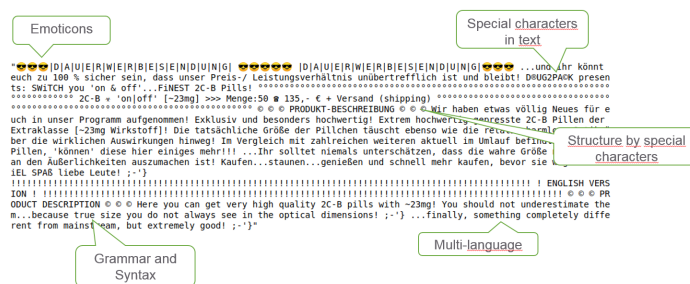 Emoticons
Special characters
in text
"😎😎😎|D|A|U|E|R|W|E|R|B|E|S|E|N|D|U|N|G| 😎😎😎😎😎 |D|A|U|E|R|W|E|R|B|E|S|E|N|D|U|N|G|😎😎😎 ...und ihr könnt
euch zu 100 % sicher sein, dass unser Preis-/ Leistungsverhältnis unübertrefflich ist und bleibt! D®UG2PA©K presen
ts: SWiTCH you 'on & off'...FiNEST 2C-B Pills! °°°°°°°°°°°°°°°°°°°°°°°°°°°°°°°°°°°°°°°°°°°°°°°°°°°°°°°°°°°°°°°
°°°°°°°°°°°° 2C-B ▿ 'on|off' [~23mg] >>> Menge:50 ☎ 135,- € + Versand (shipping) °°°°°°°°°°°°°°°°°°°°°°°°°°°°°°°°
°°°°°°°°°°°°°°°°°°°°°°°°°°°°°°°°°°°°°°°°°°°°° © © © PRODUKT-BESCHREIBUNG © © © Wir haben etwas völlig Neues für e
uch in unser Programm aufgenommen! Exklusiv und besonders hochwertig! Extrem hochwertig gepresste 2C-B Pillen der
Extraklasse [~23mg Wirkstoff]! Die tatsächliche Größe der Pillchen täuscht ebenso wie die
ber die wirklichen Auswirkungen hinweg! Im Vergleich mit zahlreichen weiteren aktuell im Umlauf
Pillen, 'können' diese hier einiges mehr!!! ...Ihr solltet niemals unterschätzen, dass die wahre Größe
an den Äußerlichkeiten auszumachen ist! Kaufen...staunen...genießen und schnell mehr kaufen, bevor sie
iEL SPAß liebe Leute! ;-'}
!!!!!!!!!!!!!!!!!!!!!!!!!!!!!!!!!!!!!!!!!!!!!!!!!!!!!!!!!!!!!!!!!!!!!!!!!!!!!!!!!!!!!!!!!!!!!!!!!!!! ! ENGLISH VERS
ION ! !!!!!!!!!!!!!!!!!!!!!!!!!!!!!!!!!!!!!!!!!!!!!!!!!!!!!!!!!!!!!!!!!!!!!!!!!!!!!!!!!!!!!!!!!!!!!!! © © © PR
ODUCT DESCRIPTION © © © Here you can get very high quality 2C-B pills with ~23mg! You should not underestimate the
m...because true size you do not always see in the optical dimensions! ;-'} ...finally, something completely diffe
rent from mainstream, but extremely good! ;-'}"
Structure by special
characters
Multi-language
Grammar and
Syntax